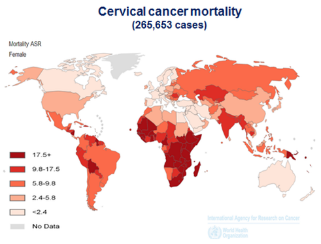 Cervical cancer mortality
(265,653 cases)
Mortality ASR
Female
17.5+
9.8-17.5
5.8-9.8
2.4-5.8
<2.4
No Data
International Agency for Research on Cancer
World Health
Organization